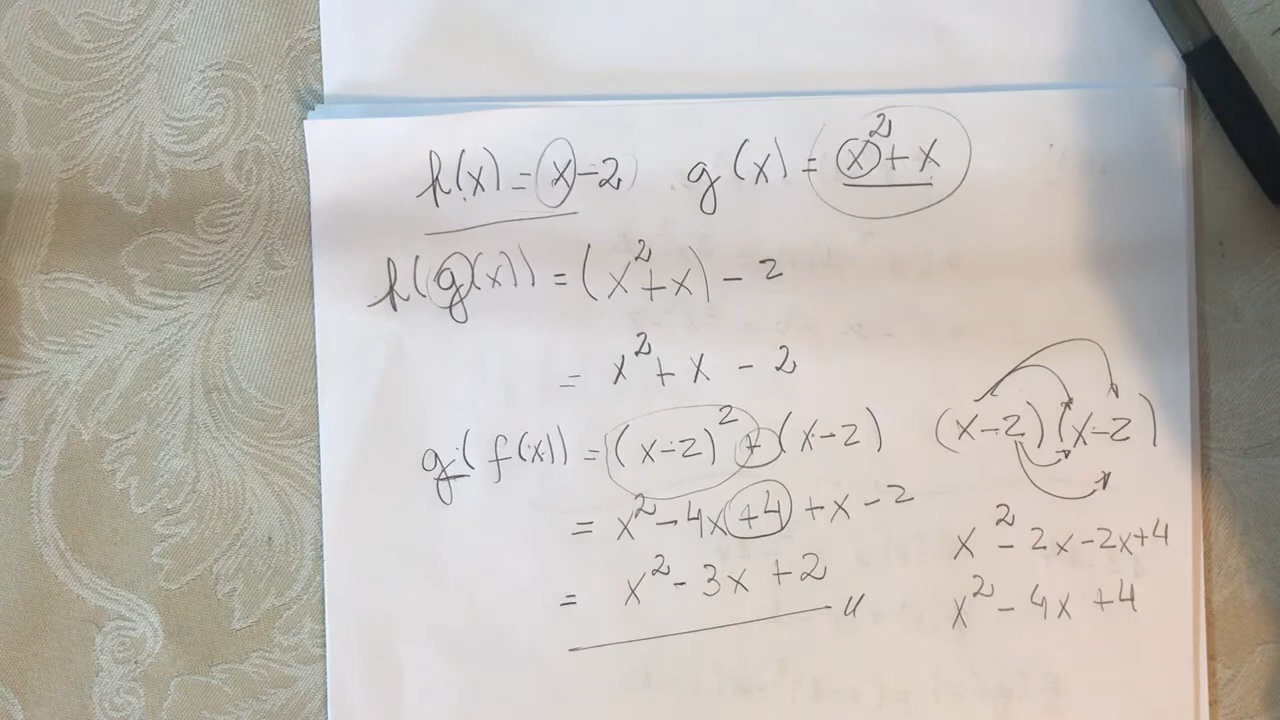 f(x) = x - 2 g(x) = x² + x
f(g(x)) = (x² + x) - 2
= x² + x - 2
g(f(x)) = (x-2)² + (x-2) (x-2)(x-2)
= x² - 4x + 4 + x - 2
x² - 2x - 2x + 4
= x² - 3x + 2
x² - 4x + 4